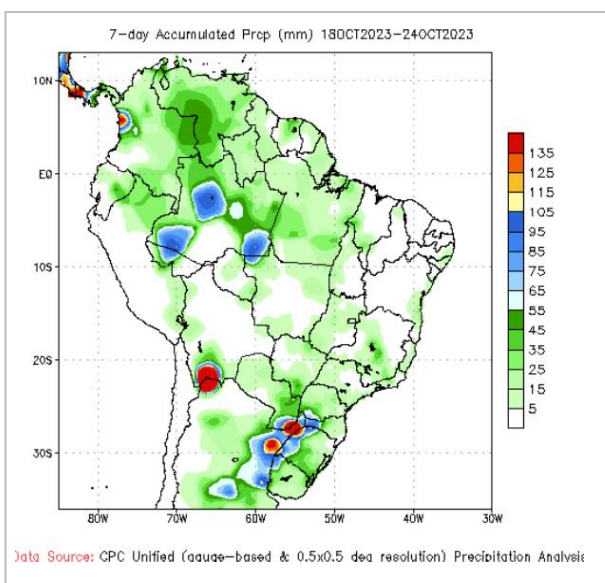 7-day Accumulated Prcp (mm) 18OCT2023-24OCT2023
10N
EQ
10S
20S
30S
80W
70W
60W
50W
40W
30W
135
125
115
105
95
85
75
65
55
45
35
25
15
5
Data Source: CPC Unified (gauge-based & 0.5x0.5 deg resolution) Precipitation Analysis